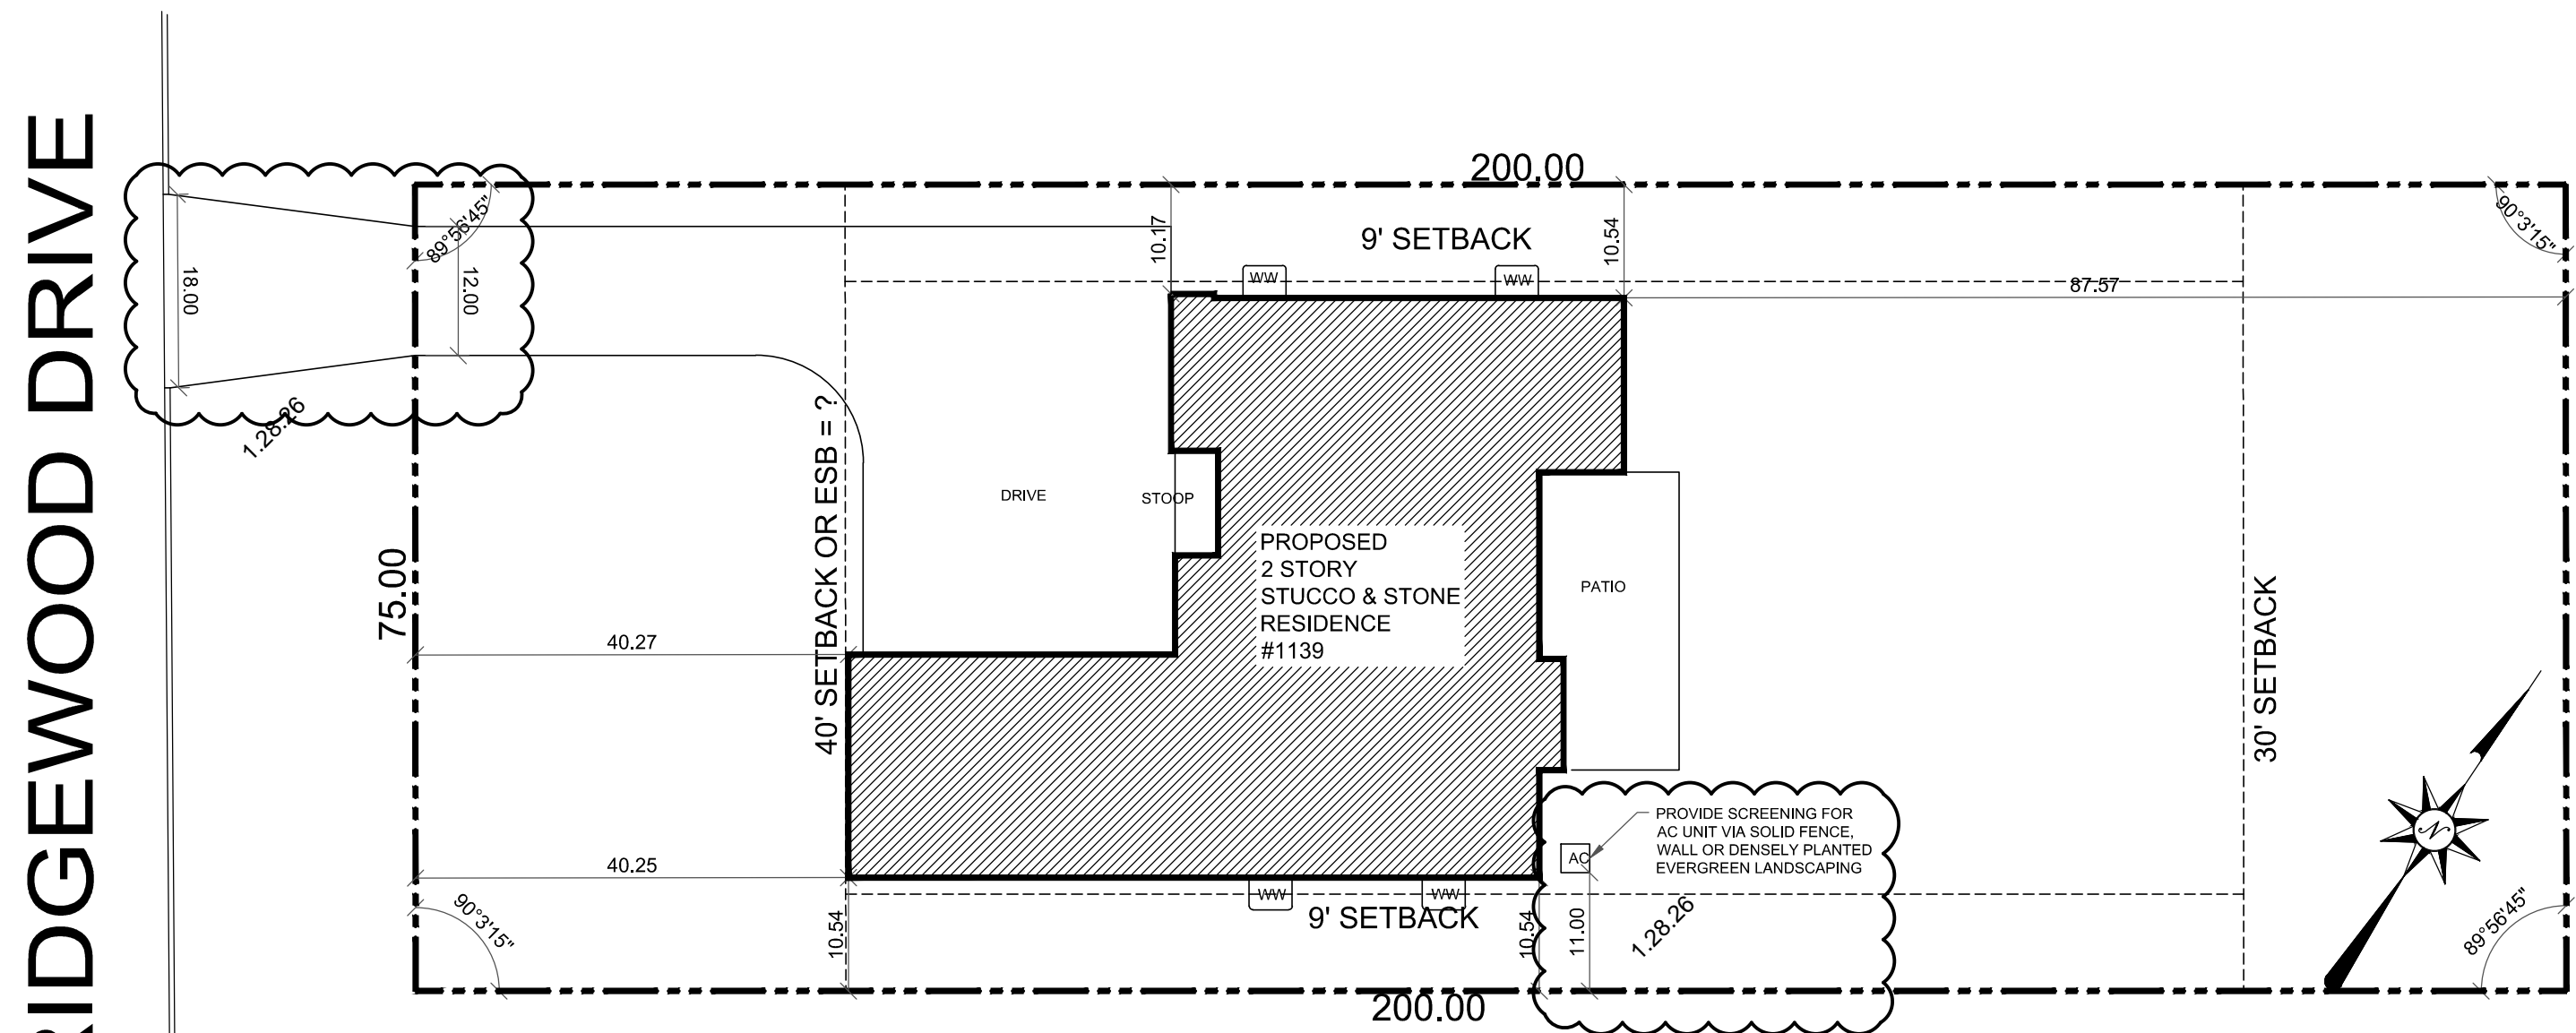 RIDGEWOOD DRIVE
200.00
89°56'45"
90°3'15"
18.00
12.00
10.17
9' SETBACK
10.54
WW
WW
87.57
1.28.26
40' SETBACK OR ESB = ?
DRIVE
STOOP
75.00
PROPOSED
2 STORY
STUCCO & STONE
RESIDENCE
#1139
PATIO
30' SETBACK
40.27
40.25
PROVIDE SCREENING FOR
AC UNIT VIA SOLID FENCE,
WALL OR DENSELY PLANTED
EVERGREEN LANDSCAPING
AC
N
WW
WW
9' SETBACK
90°3'15"
10.54
10.54
11.00
1.28.26
89°56'45"
200.00